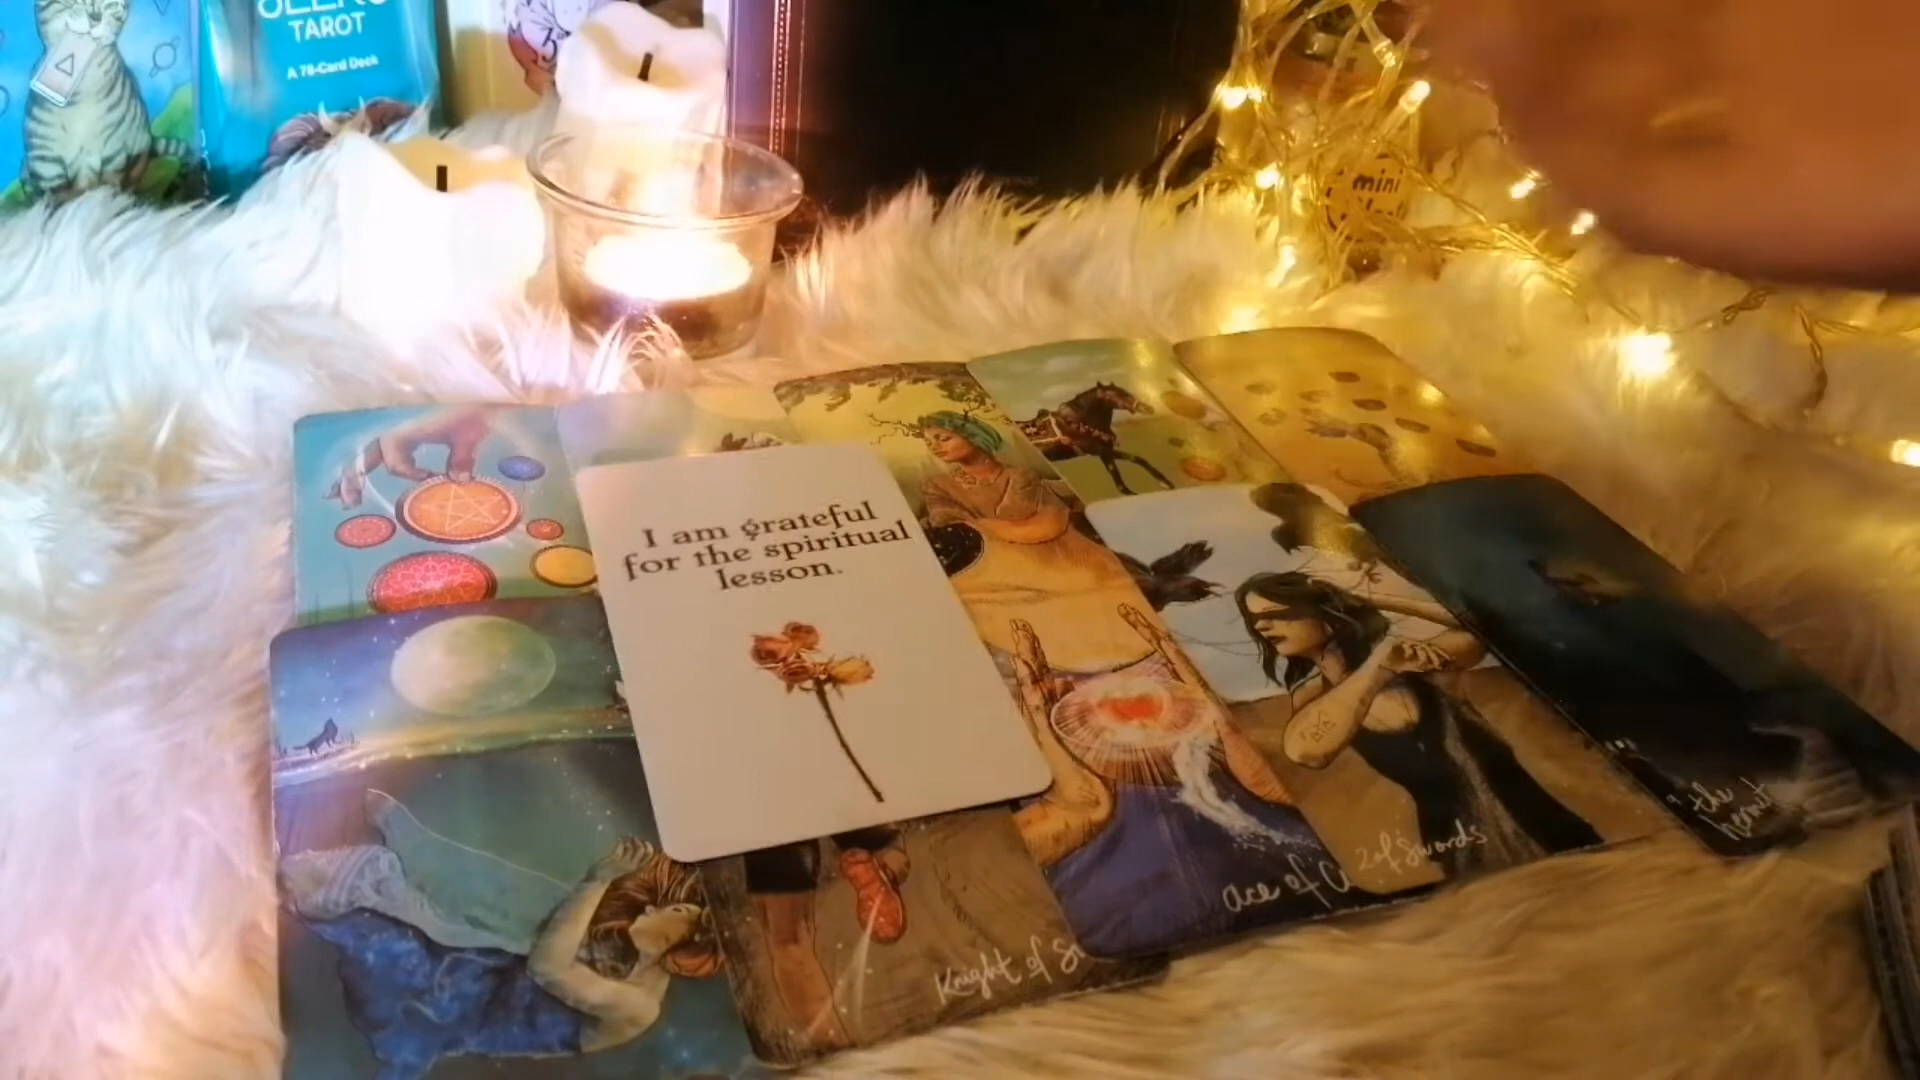 TAROT
A 78-Card Deck
mini
I am grateful
for the spiritual
lesson.
Knight of
ace of
2 of Swords
the
hermit